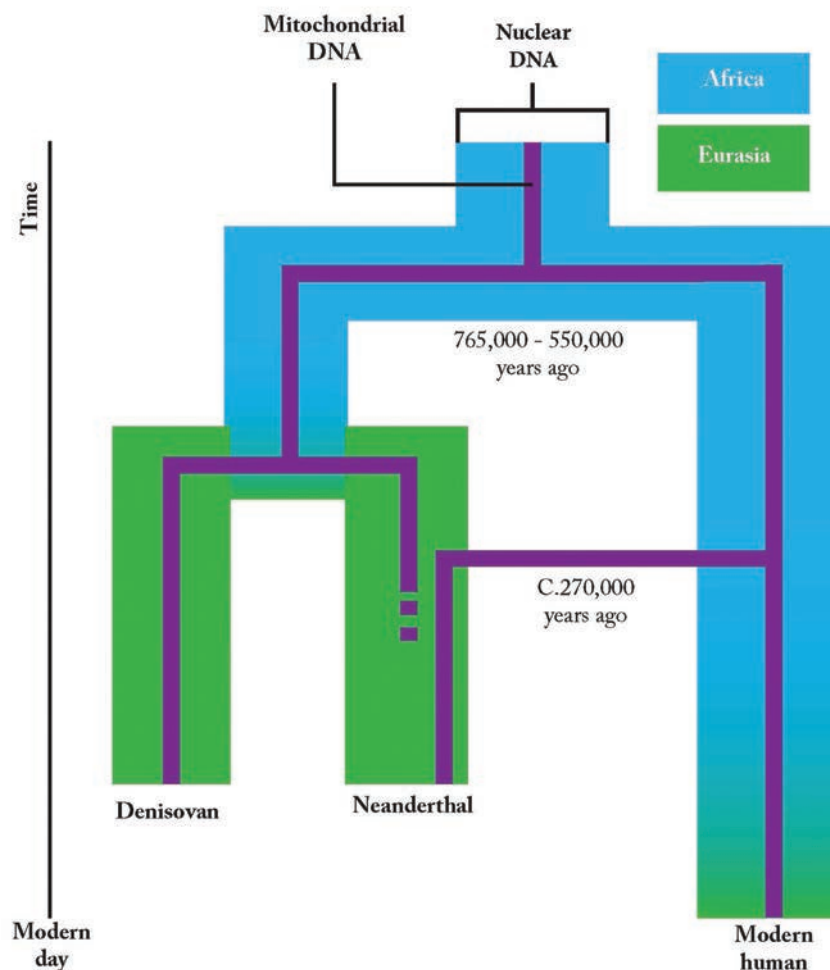 Mitochondrial
DNA
Nuclear
DNA
Africa
Eurasia
Time
765,000 - 550,000
years ago
C.270,000
years ago
Denisovan
Neanderthal
Modern
day
Modern
human